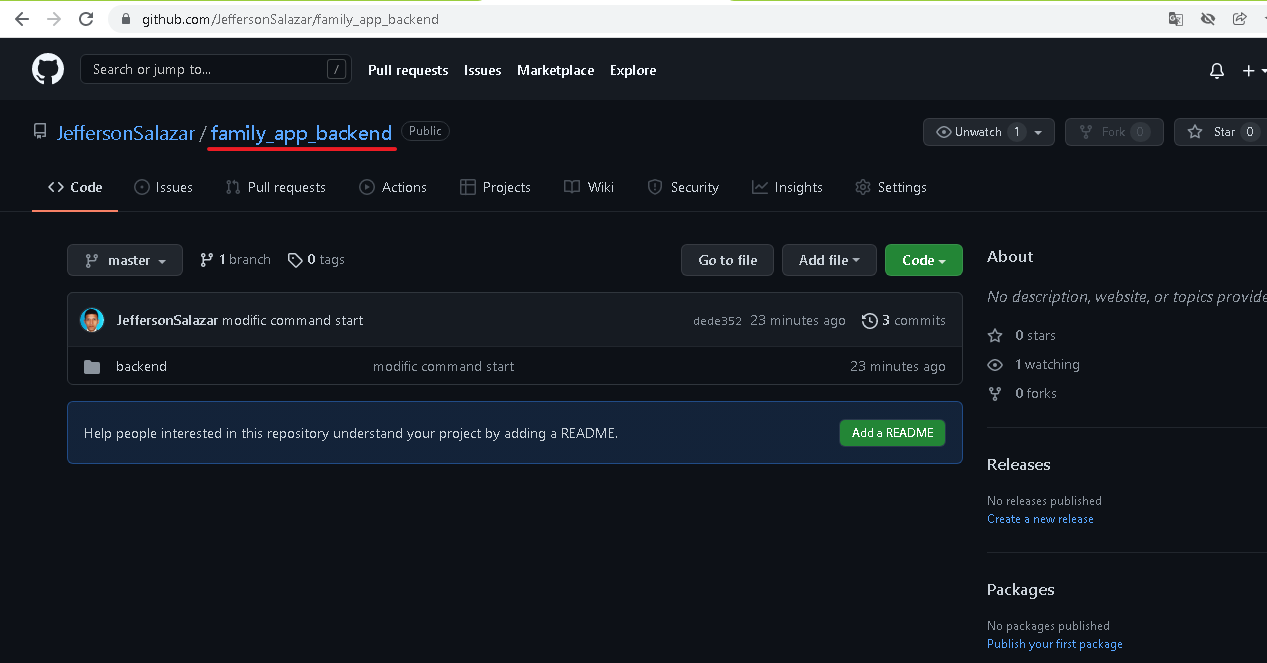 github.com/JeffersonSalazar/family_app_backend
Search or jump to... /
Pull requests Issues Marketplace Explore
JeffersonSalazar / family_app_backend Public
Unwatch 1 Fork 0 Star 0
Code Issues Pull requests Actions Projects Wiki Security Insights Settings
master 1 branch 0 tags Go to file Add file Code
JeffersonSalazar modific command start dede352 23 minutes ago 3 commits
backend modific command start 23 minutes ago
Help people interested in this repository understand your project by adding a README. Add a README
About
No description, website, or topics provide
0 stars
1 watching
0 forks
Releases
No releases published
Create a new release
Packages
No packages published
Publish your first package